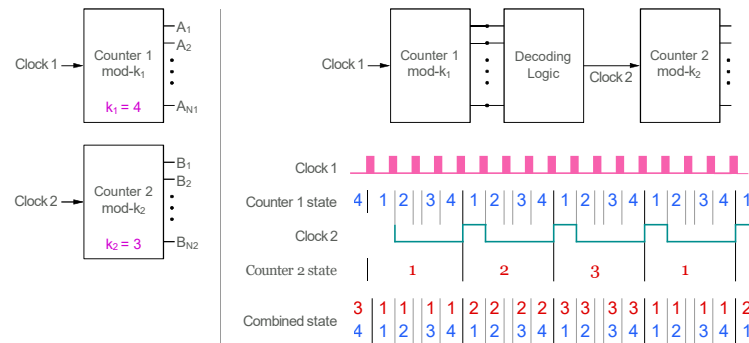 Clock 1
Counter 1
mod-k₁
k₁ = 4
A₁
A₂
A_N1
Clock 2
Counter 2
mod-k₂
k₂ = 3
B₁
B₂
B_N2
Clock 1
Counter 1
mod-k₁
Decoding
Logic
Clock 2
Counter 2
mod-k₂
Clock 1
Counter 1 state 4 1 2 3 4 1 2 3 4 1 2 3 4 1 2 3 4 1
Clock 2
Counter 2 state 1 2 3 1
Combined state
3 1 1 1 1 2 2 2 2 3 3 3 3 1 1 1 1 2
4 1 2 3 4 1 2 3 4 1 2 3 4 1 2 3 4 1